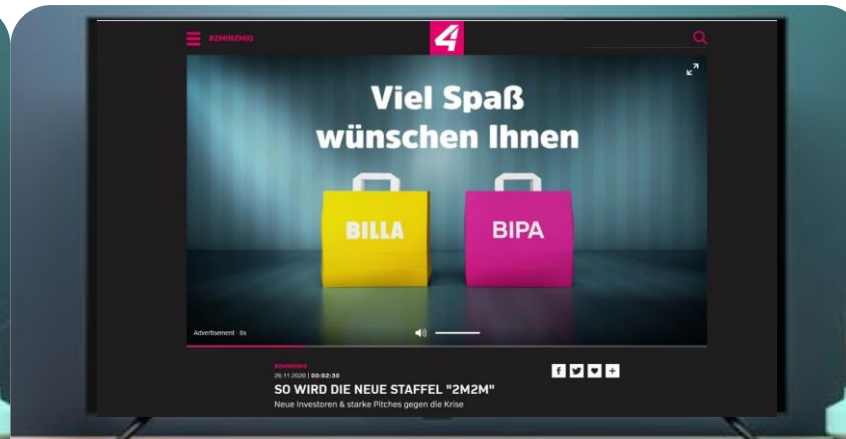 #2MIN2MIO
4
Viel Spaß
wünschen Ihnen
BILLA
BIPA
Advertisement · 8s
#2MIN2MIO
26.11.2020 | 00:02:30
SO WIRD DIE NEUE STAFFEL "2M2M"
Neue Investoren & starke Pitches gegen die Krise